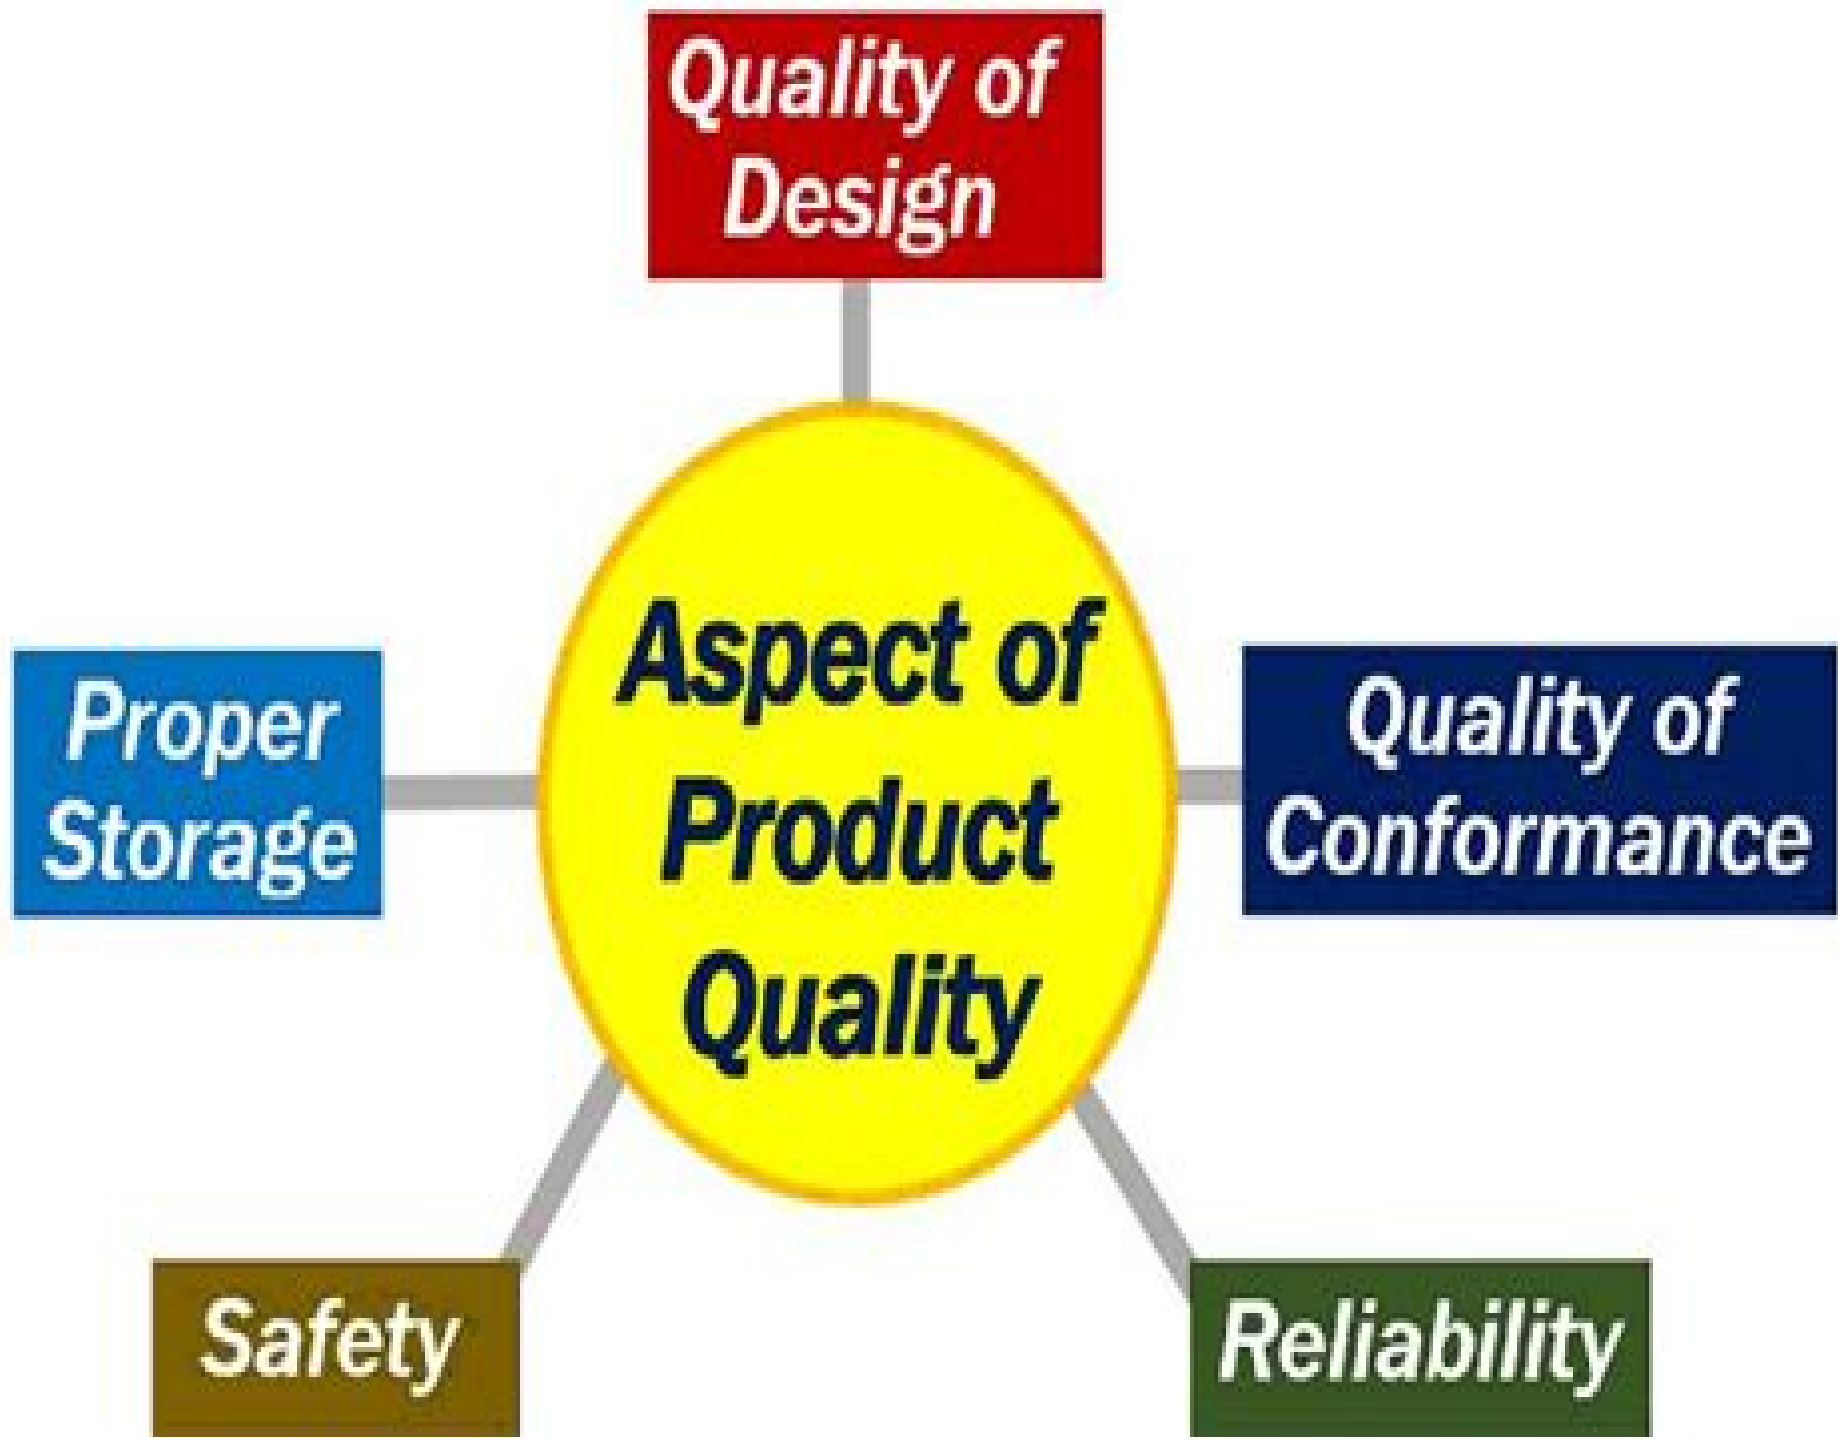 Quality of
Design
Aspect of
Product
Quality
Proper
Storage
Quality of
Conformance
Safety
Reliability